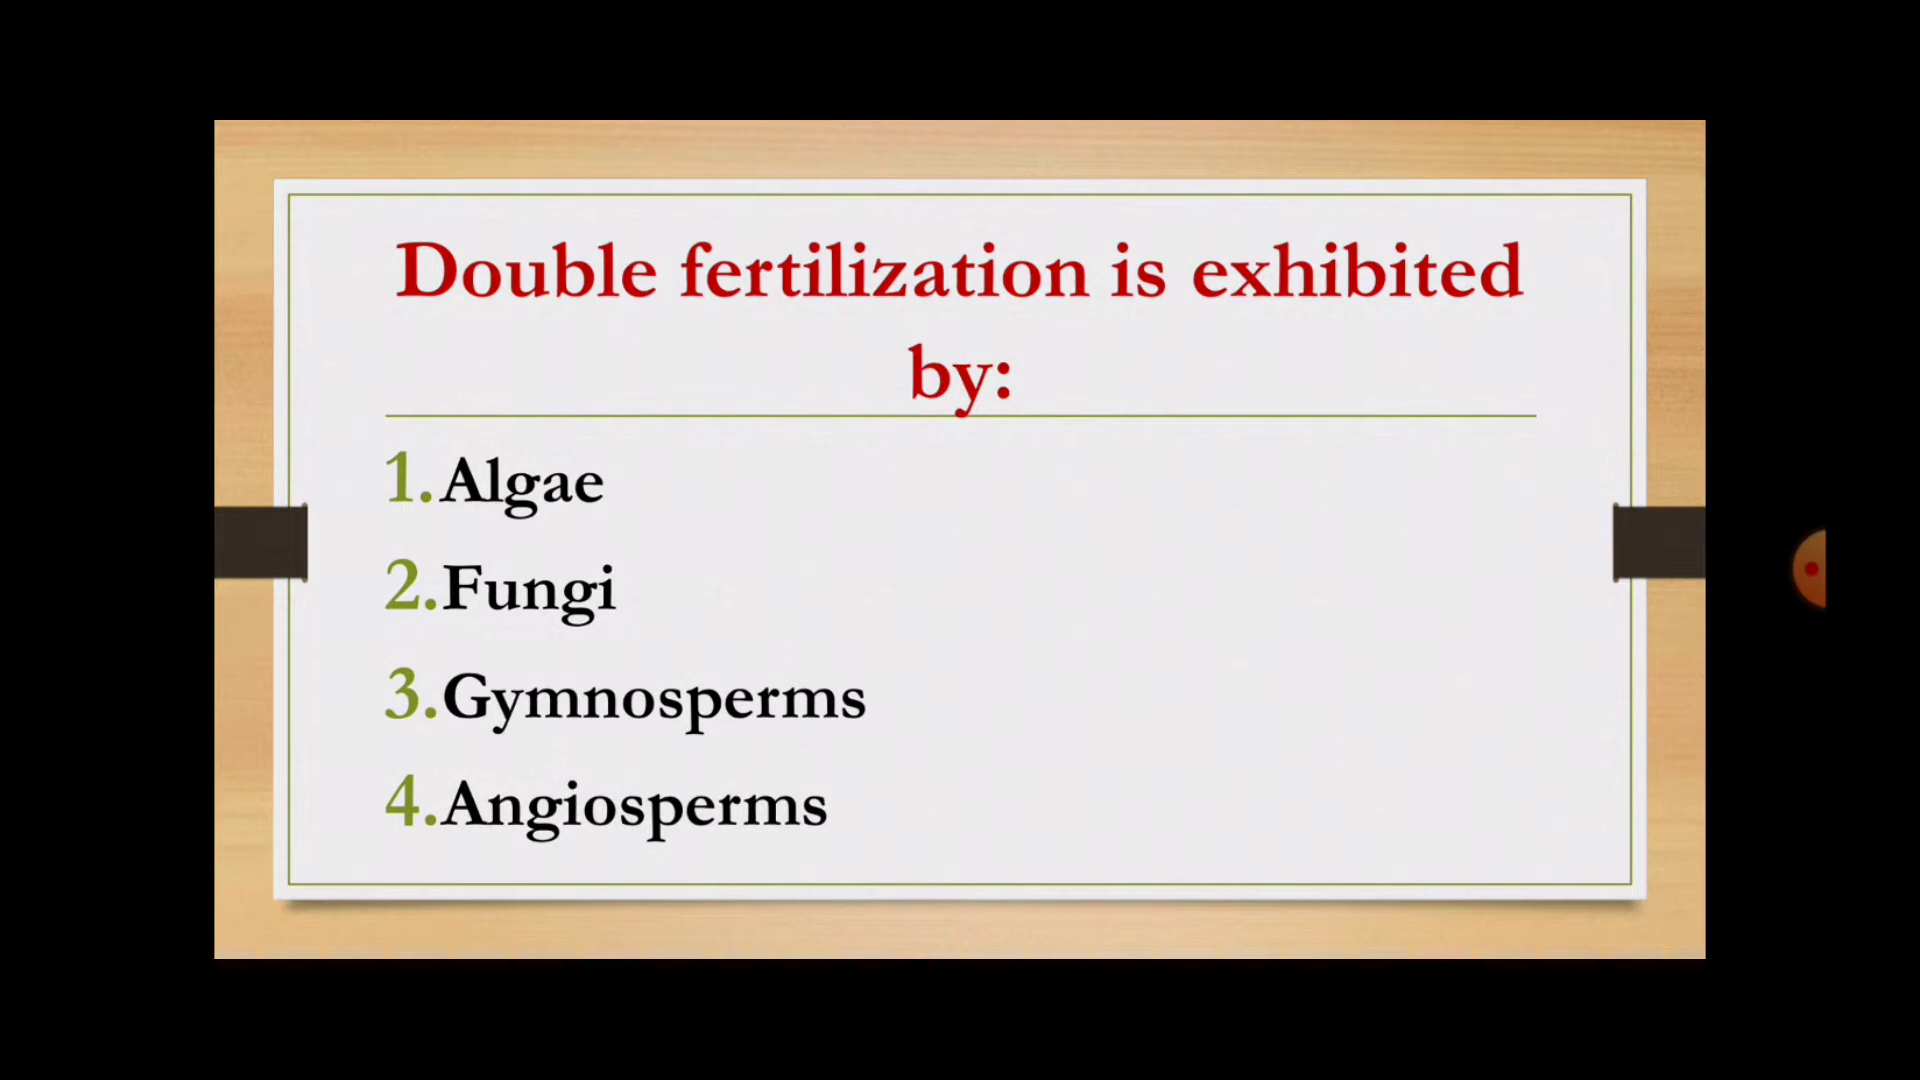 Double fertilization is exhibited
by:
1. Algae
2. Fungi
3. Gymnosperms
4. Angiosperms